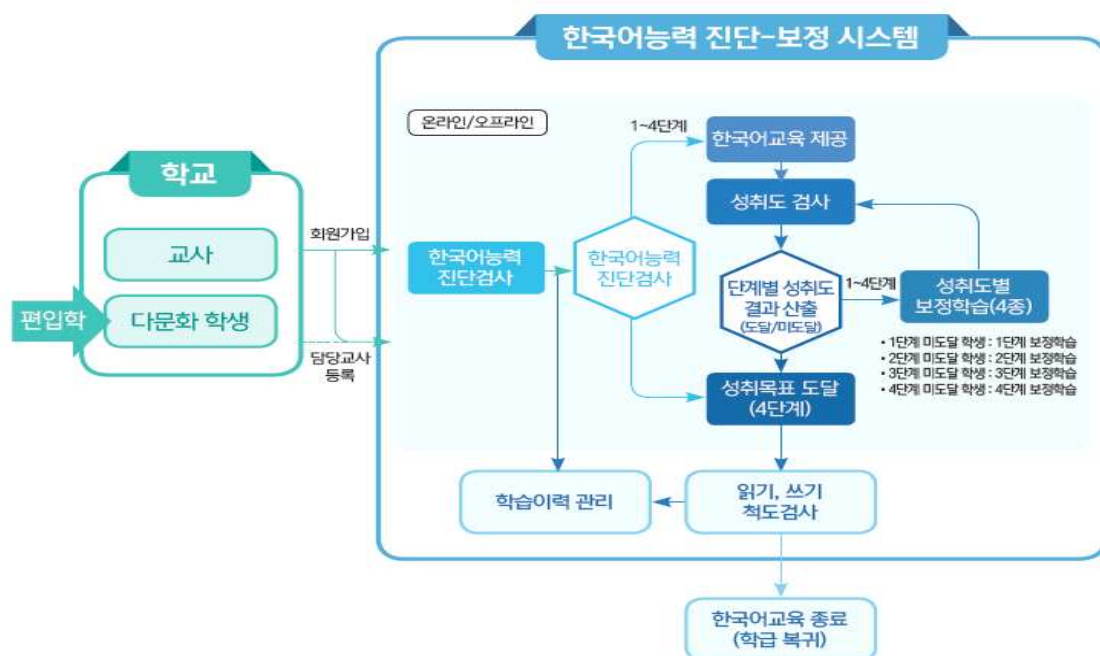 한국어능력 진단-보정 시스템
온라인/오프라인
1~4단계
한국어교육 제공
학교
성취도 검사
교사
회원가입
한국어능력
진단검사
한국어능력
진단검사
단계별 성취도
결과 산출
(도달/미도달)
1~4단계
성취도별
보정학습(4종)
편입학
다문화 학생
담당교사
등록
• 1단계 미도달 학생 : 1단계 보정학습
• 2단계 미도달 학생 : 2단계 보정학습
• 3단계 미도달 학생 : 3단계 보정학습
• 4단계 미도달 학생 : 4단계 보정학습
성취목표 도달
(4단계)
학습이력 관리
읽기, 쓰기
척도검사
한국어교육 종료
(학급 복귀)